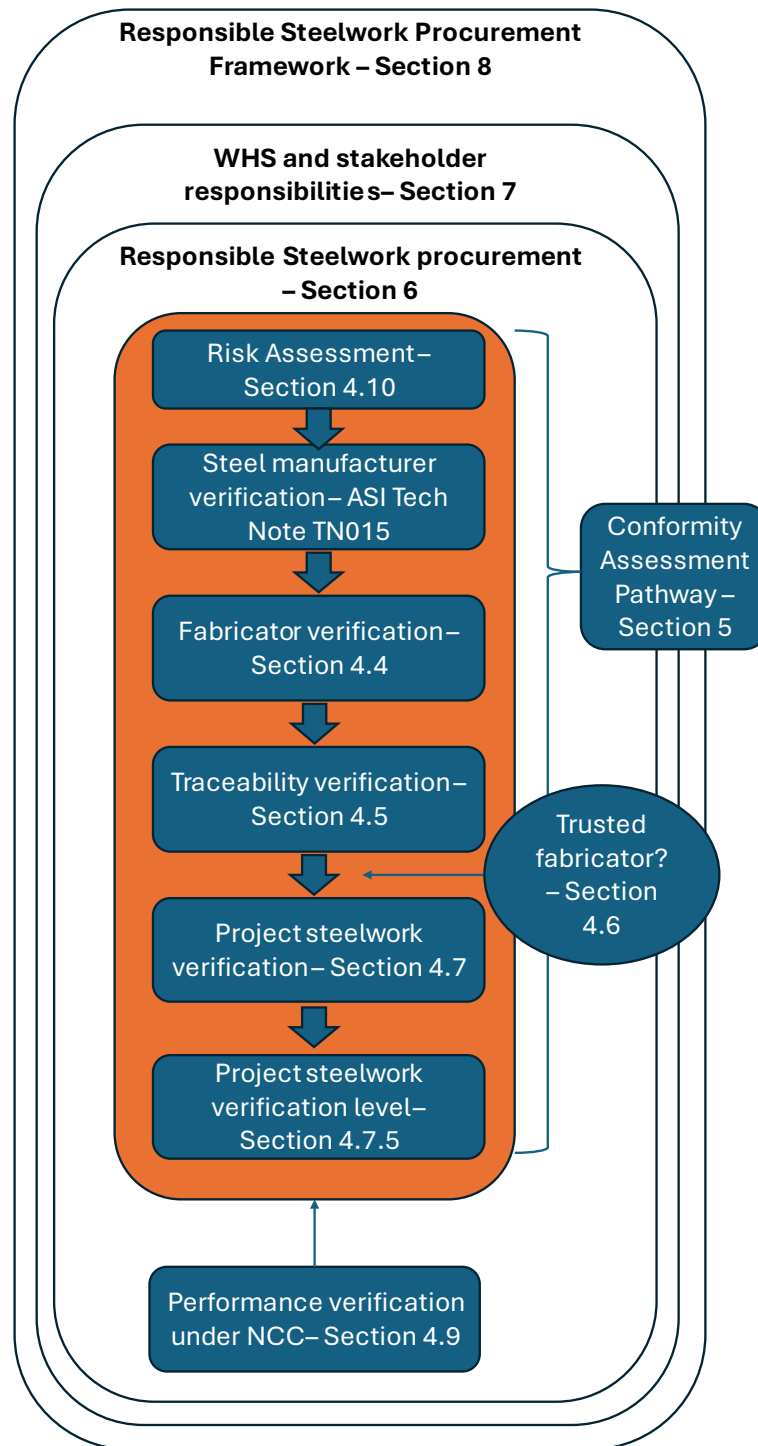 Responsible Steelwork Procurement
Framework – Section 8
WHS and stakeholder
responsibilities– Section 7
Responsible Steelwork procurement
– Section 6
Risk Assessment–
Section 4.10
Steel manufacturer
verification– ASI Tech
Note TN015
Conformity
Assessment
Pathway –
Section 5
Fabricator verification–
Section 4.4
Traceability verification–
Section 4.5
Trusted
fabricator?
– Section
4.6
Project steelwork
verification– Section 4.7
Project steelwork
verification level–
Section 4.7.5
Performance verification
under NCC– Section 4.9